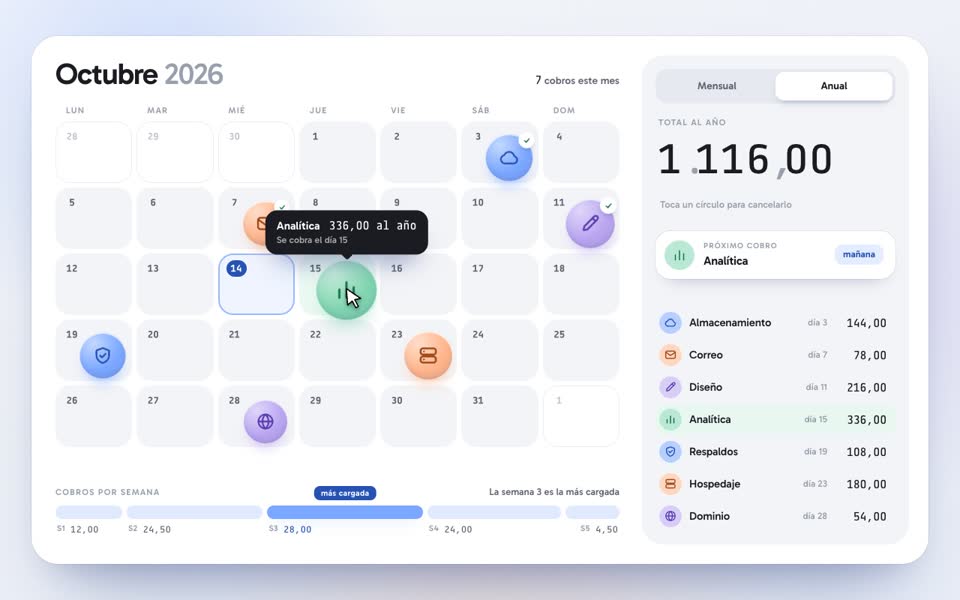 Octubre 2026
7 cobros este mes
LUN MAR MIÉ JUE VIE SÁB DOM
28 29 30 1 2 3 4
5 6 7 8 9 10 11
Analítica 336,00 al año
Se cobra el día 15
12 13 14 15 16 17 18
19 20 21 22 23 24 25
26 27 28 29 30 31 1
COBROS POR SEMANA
más cargada
La semana 3 es la más cargada
S1 12,00 S2 24,50 S3 28,00 S4 24,00 S5 4,50
Mensual Anual
TOTAL AL AÑO
1.116,00
Toca un círculo para cancelarlo
PRÓXIMO COBRO
Analítica
mañana
Almacenamiento día 3 144,00
Correo día 7 78,00
Diseño día 11 216,00
Analítica día 15 336,00
Respaldos día 19 108,00
Hospedaje día 23 180,00
Dominio día 28 54,00